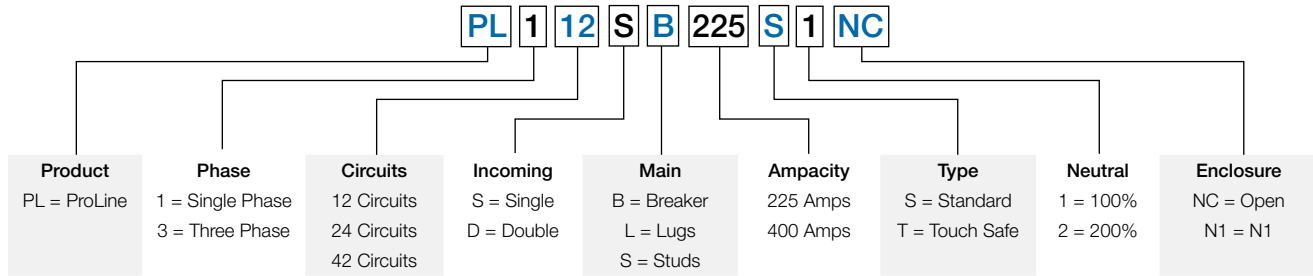 PL 1 12 S B 225 S 1 NC
Product Phase Circuits Incoming Main Ampacity Type Neutral Enclosure
PL = ProLine 1 = Single Phase 12 Circuits S = Single B = Breaker 225 Amps S = Standard 1 = 100% NC = Open
3 = Three Phase 24 Circuits D = Double L = Lugs 400 Amps T = Touch Safe 2 = 200% N1 = N1
42 Circuits S = Studs